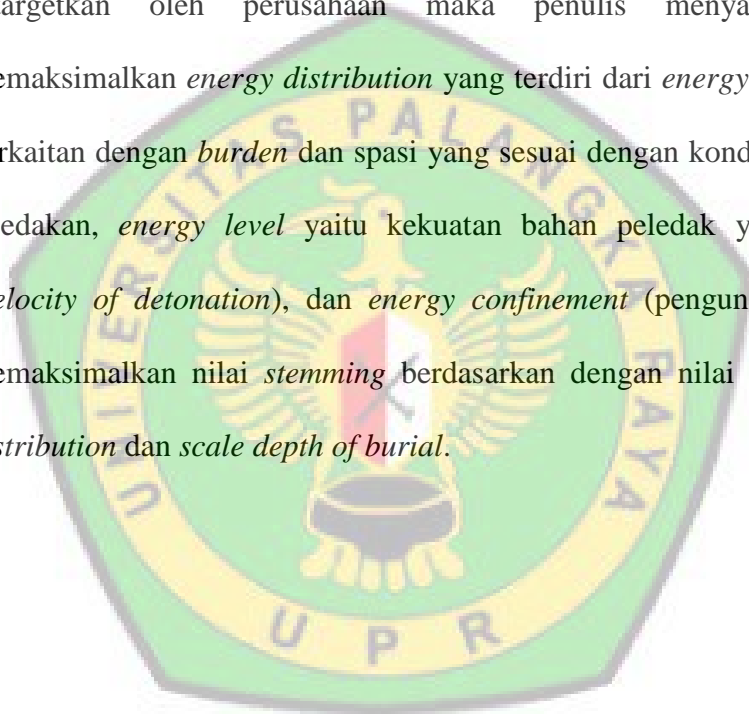 targetkan oleh perusahaan maka penulis menya
emaksimalkan energy distribution yang terdiri dari energy
rkaitan dengan burden dan spasi yang sesuai dengan kond
edakan, energy level yaitu kekuatan bahan peledak y
elocity of detonation), dan energy confinement (pengun
emaksimalkan nilai stemming berdasarkan dengan nilai
stribution dan scale depth of burial.
UNIVERSITAS PALANGKA RAYA
UPR